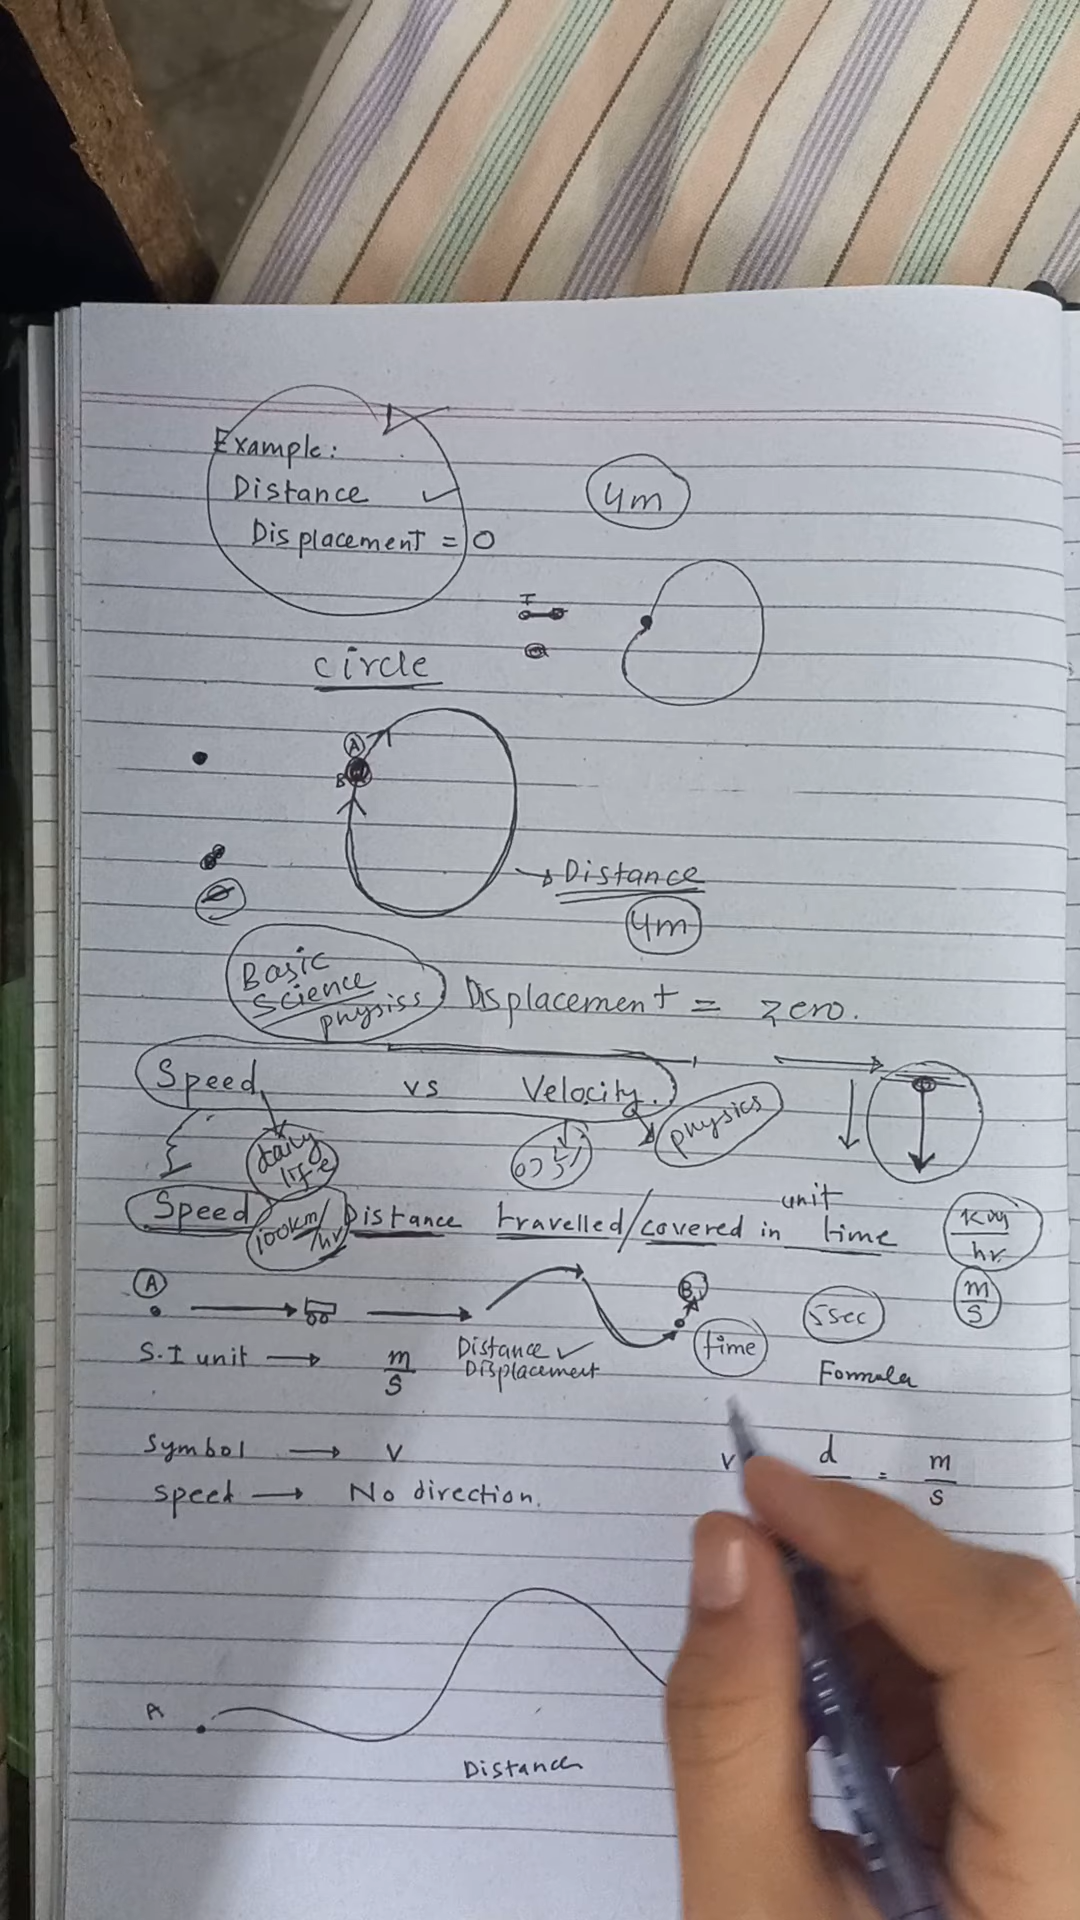 Example:
Distance
Displacement = 0
4m
I
circle
A
B
Distance
4m
Basic
Science
physiss
Displacement = zero.
Speed vs Velocity.
daily
life
physics
Speed Distance travelled/covered in unit time
100km/hr
Km
hr.
m
s
A
B
5sec
time
S.I unit → m/s
Distance ✓
Displacement
Formula
Symbol → v
v d = m/s
speed → No direction.
A
Distance